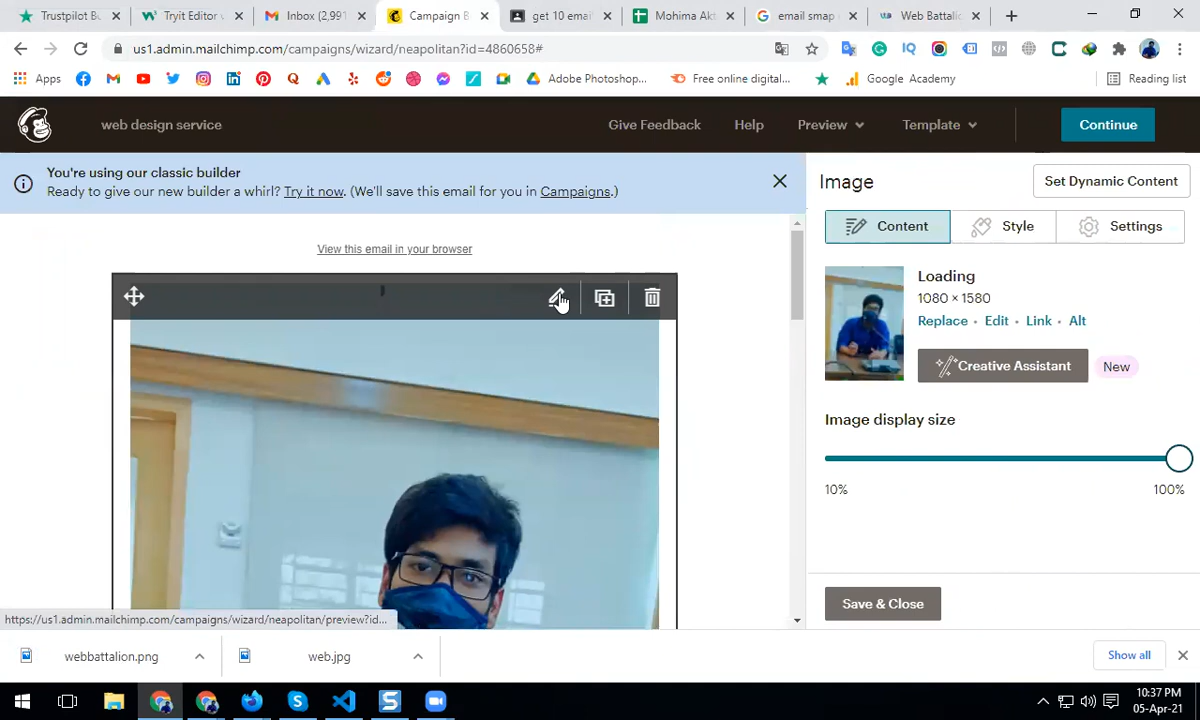 Trustpilot Bu
Tryit Editor v
Inbox (2,991
Campaign B
get 10 email
Mohima Akt
email smap
Web Battalic
us1.admin.mailchimp.com/campaigns/wizard/neapolitan?id=4860658#
Apps
Adobe Photoshop...
Free online digital...
Google Academy
Reading list
web design service
Give Feedback
Help
Preview
Template
Continue
You're using our classic builder
Ready to give our new builder a whirl? Try it now. (We'll save this email for you in Campaigns.)
Image
Set Dynamic Content
Content
Style
Settings
View this email in your browser
Loading
1080 × 1580
Replace · Edit · Link · Alt
Creative Assistant
New
Image display size
10%
100%
Save & Close
https://us1.admin.mailchimp.com/campaigns/wizard/neapolitan/preview?id...
webbattalion.png
web.jpg
Show all
10:37 PM
05-Apr-21